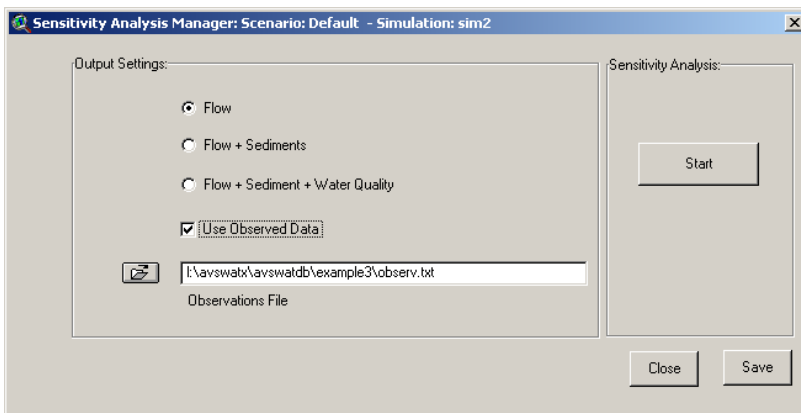 Sensitivity Analysis Manager: Scenario: Default - Simulation: sim2
Output Settings:
Flow
Flow + Sediments
Flow + Sediment + Water Quality
Use Observed Data
I:\avswatx\avswatdb\example3\observ.txt
Observations File
Sensitivity Analysis:
Start
Close
Save